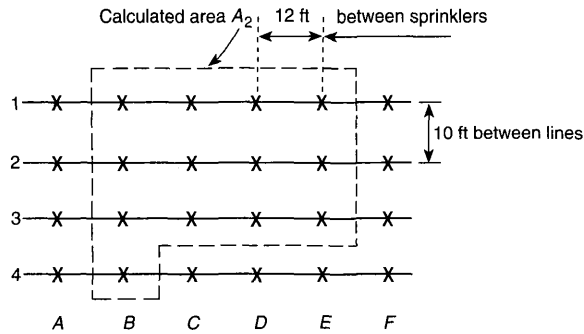 Calculated area A₂ 12 ft between sprinklers
1
10 ft between lines
2
3
4
A B C D E F